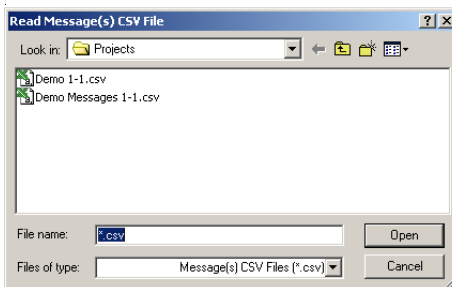 Read Message(s) CSV File
Look in: Projects
Demo 1-1.csv
Demo Messages 1-1.csv
File name: *.csv Open
Files of type: Message(s) CSV Files (*.csv) Cancel